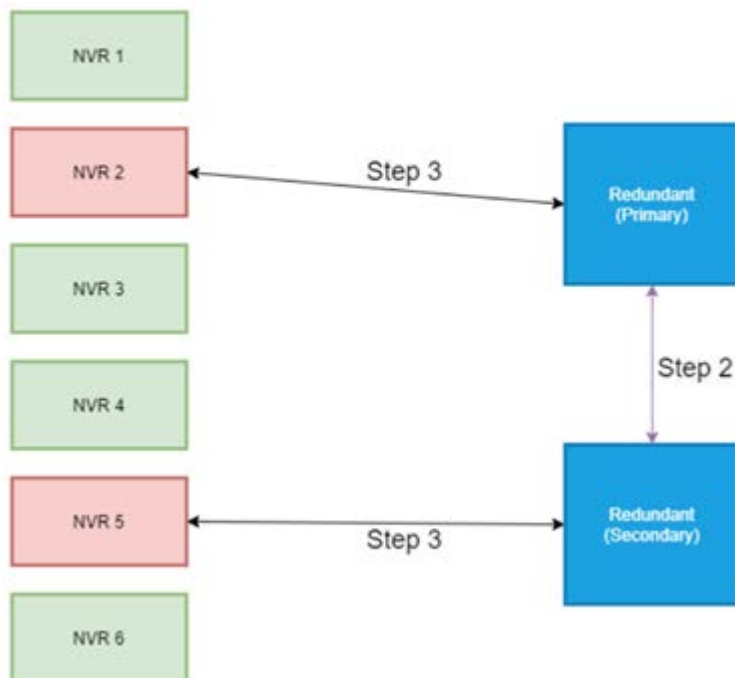 NVR 1
NVR 2
Step 3
Redundant
(Primary)
NVR 3
Step 2
NVR 4
NVR 5
Step 3
Redundant
(Secondary)
NVR 6